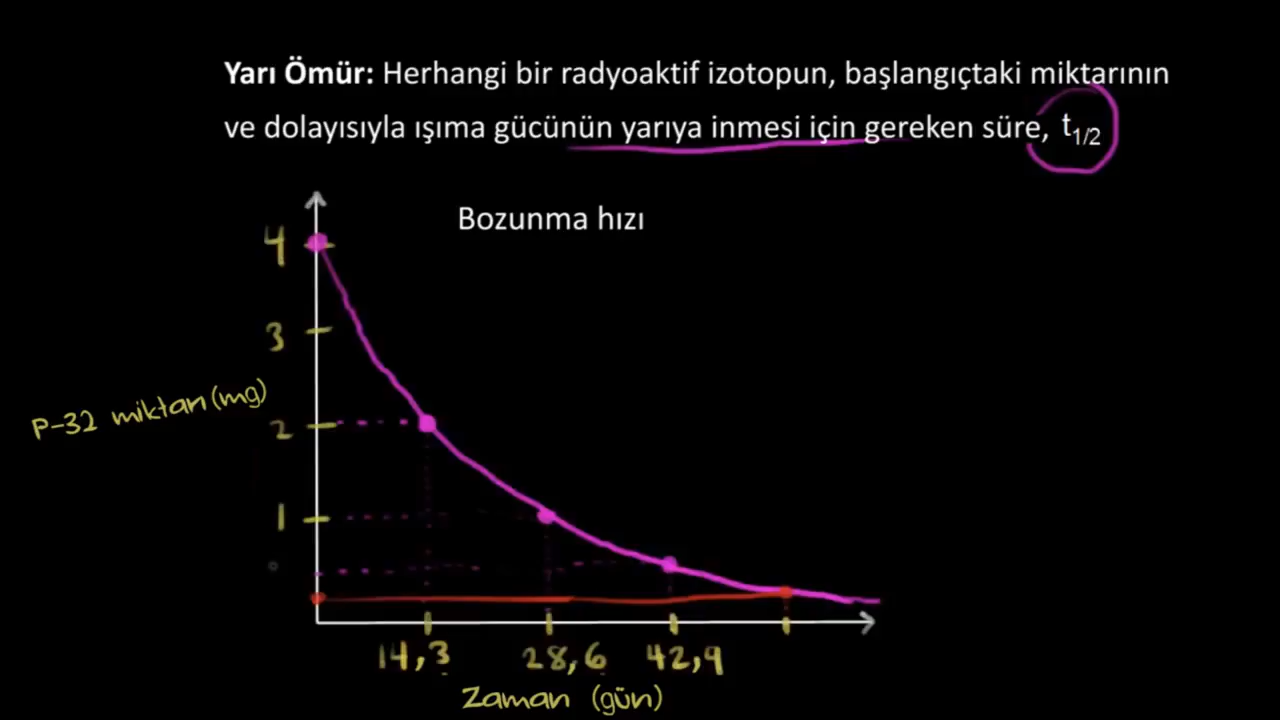 Yarı Ömür: Herhangi bir radyoaktif izotopun, başlangıçtaki miktarının
ve dolayısıyla ışıma gücünün yarıya inmesi için gereken süre, t1/2
Bozunma hızı
4
3
P-32 miktarı (mg)
2
1
14,3 28,6 42,9
Zaman (gün)